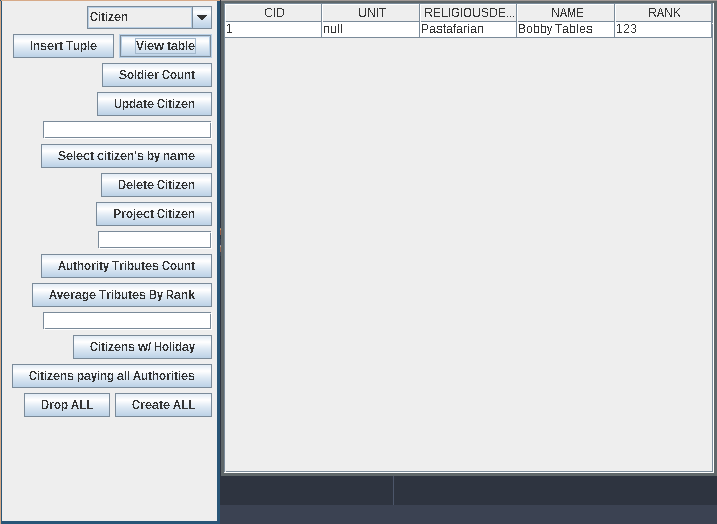 Citizen
Insert Tuple View table
Soldier Count
Update Citizen
Select citizen's by name
Delete Citizen
Project Citizen
Authority Tributes Count
Average Tributes By Rank
Citizens w/ Holiday
Citizens paying all Authorities
Drop ALL Create ALL
CID UNIT RELIGIOUSDE... NAME RANK
1 null Pastafarian Bobby Tables 123